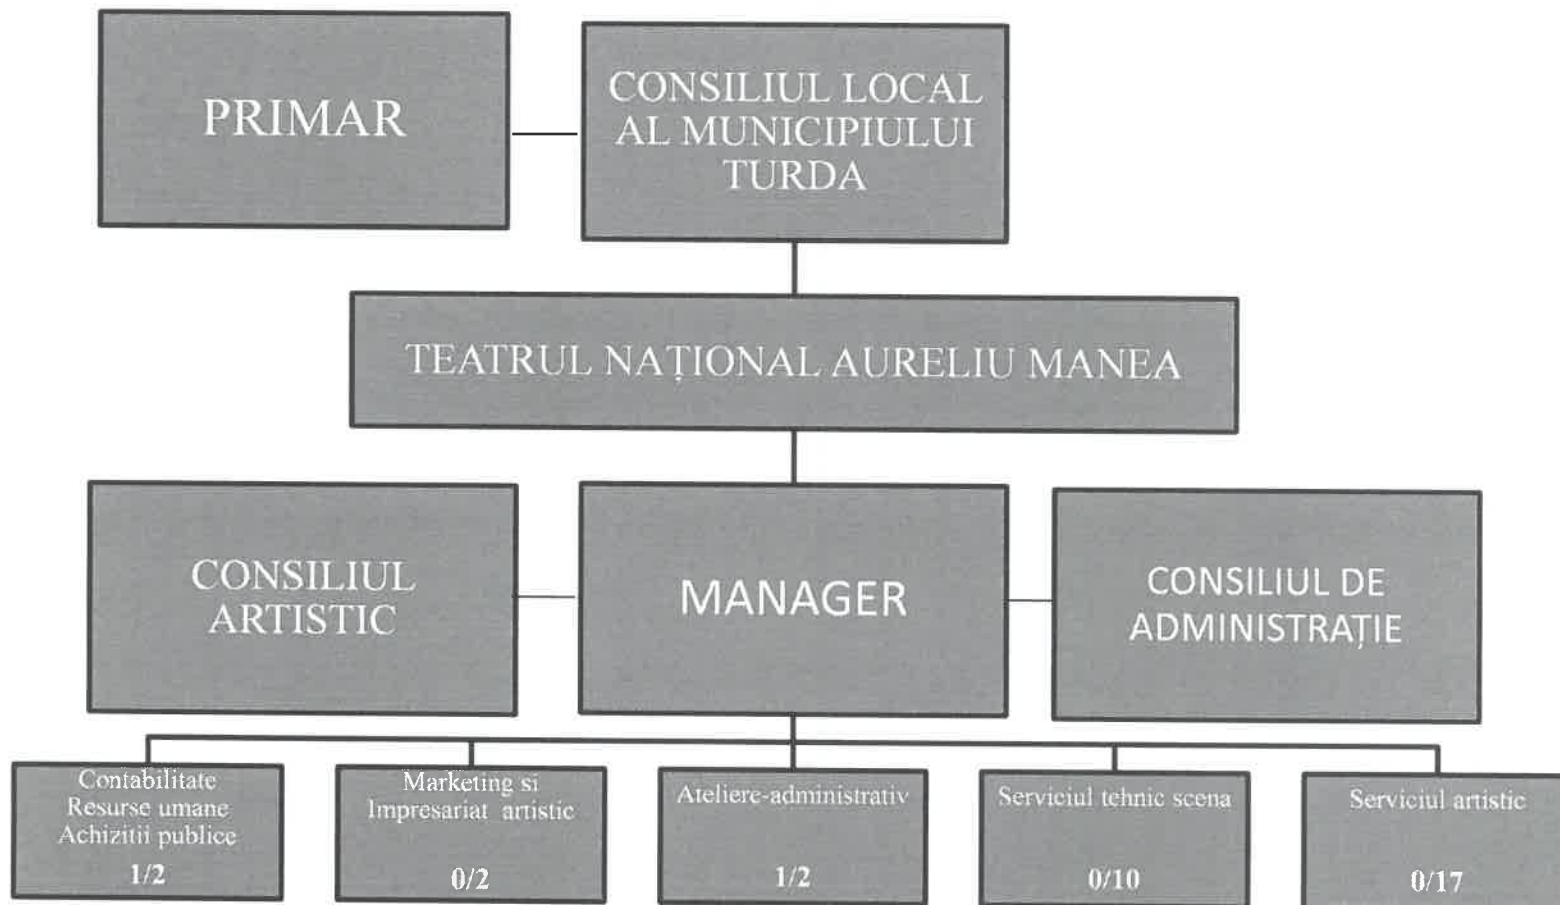 PRIMAR
CONSILIUL LOCAL
AL MUNICIPIULUI
TURDA
TEATRUL NAȚIONAL AURELIU MANEA
CONSILIUL
ARTISTIC
MANAGER
CONSILIUL DE
ADMINISTRAȚIE
Contabilitate
Resurse umane
Achizitii publice
1/2
Marketing si
Impresariat artistic
0/2
Ateliere-administrativ
1/2
Serviciul tehnic scena
0/10
Serviciul artistic
0/17